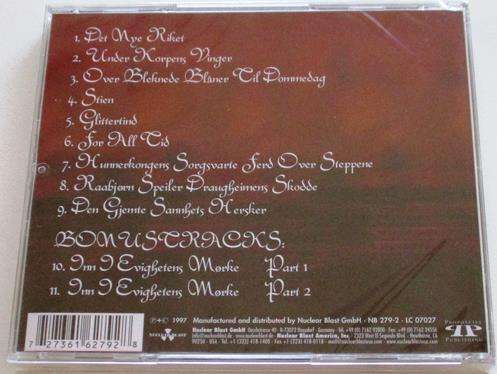 1. Det Nye Riket
2. Under Korpens Vinger
3. Over Bleknede Blåner Til Dommedag
4. Stien
5. Glittertind
6. For All Tid
7. Hunnerkongens Sorgsvarte Ferd Over Steppene
8. Raabjørn Speiler Draugheimens Skodde
9. Den Gjemte Sannhets Hersker
BONUSTRACKS:
10. Inn I Evighetens Mørke Part 1
11. Inn I Evighetens Mørke Part 2
℗+© 1997 Manufactured and distributed by Nuclear Blast GmbH · NB 279-2 · LC 07027
Nuclear Blast GmbH
Germany
Nuclear Blast America, Inc.
7 27361 62792 8